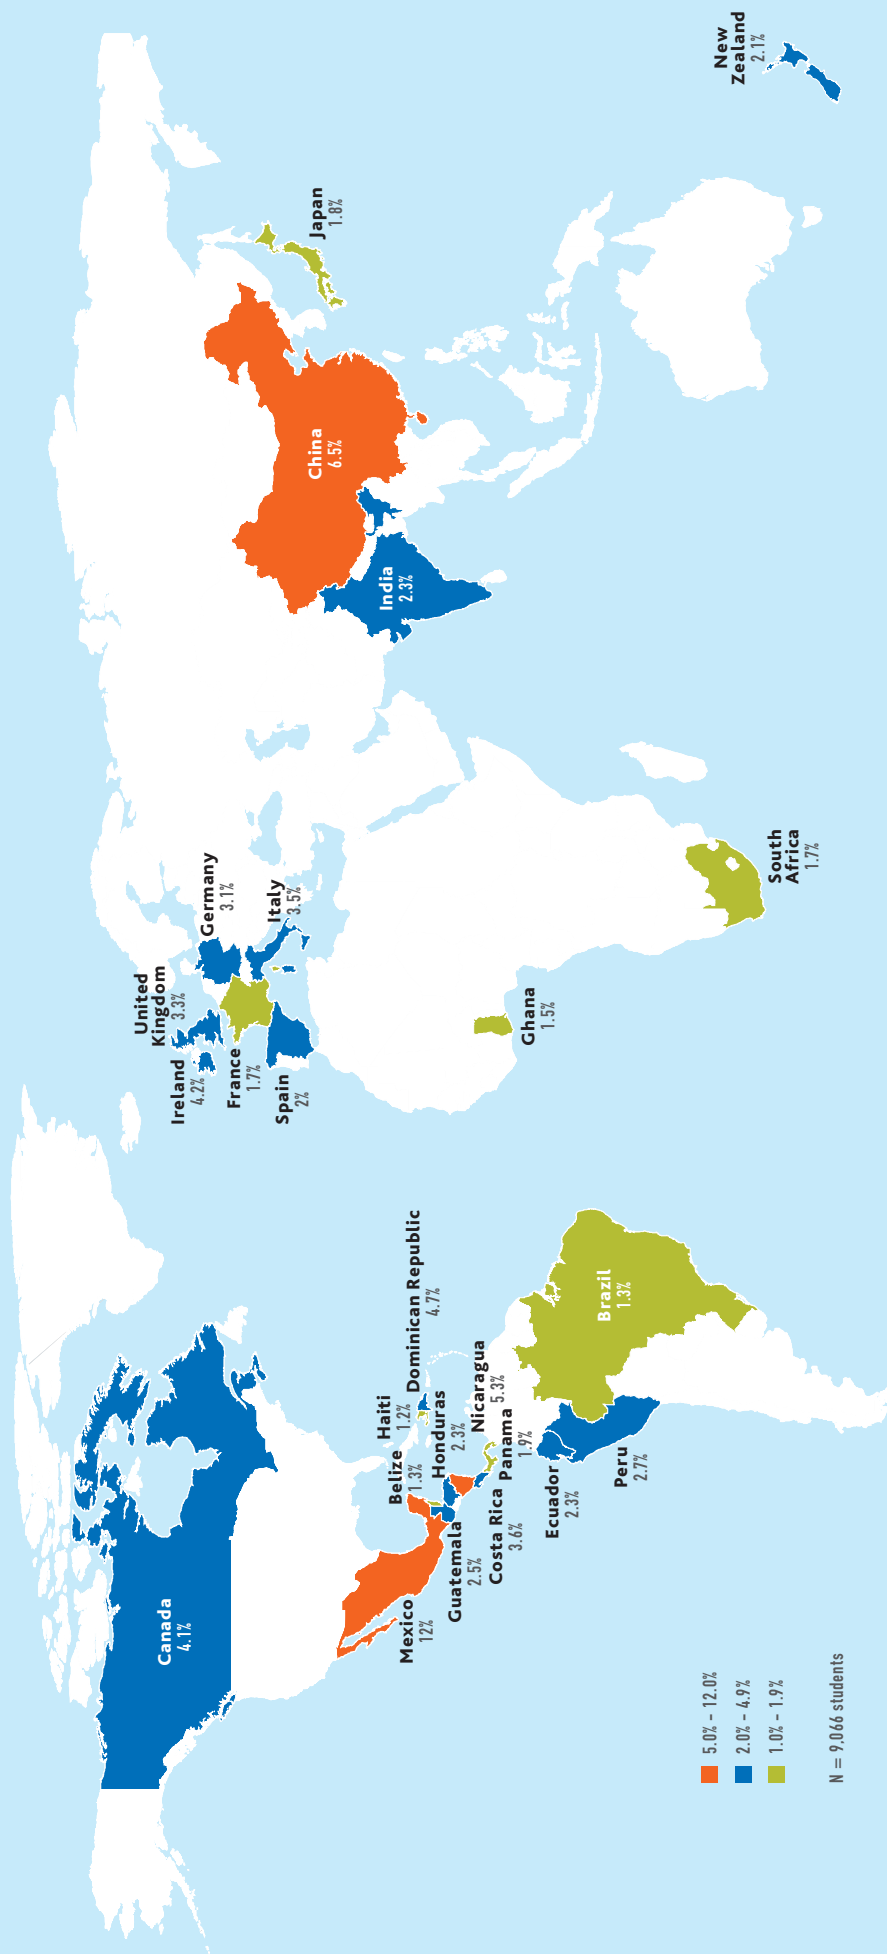 Canada
4.1%
Mexico
12%
Guatemala
2.5%
Belize
1.3%
Honduras
2.3%
Costa Rica
3.6%
Haiti
1.2%
Dominican Republic
4.7%
Nicaragua
5.3%
Panama
1.9%
Ecuador
2.3%
Peru
2.7%
Brazil
1.3%
Ireland
4.2%
United
Kingdom
3.3%
France
1.7%
Spain
2%
Germany
3.1%
Italy
3.5%
Ghana
1.5%
South
Africa
1.7%
India
2.3%
China
6.5%
Japan
1.8%
New
Zealand
2.1%
5.0% – 12.0%
2.0% – 4.9%
1.0% – 1.9%
N = 9,066 students